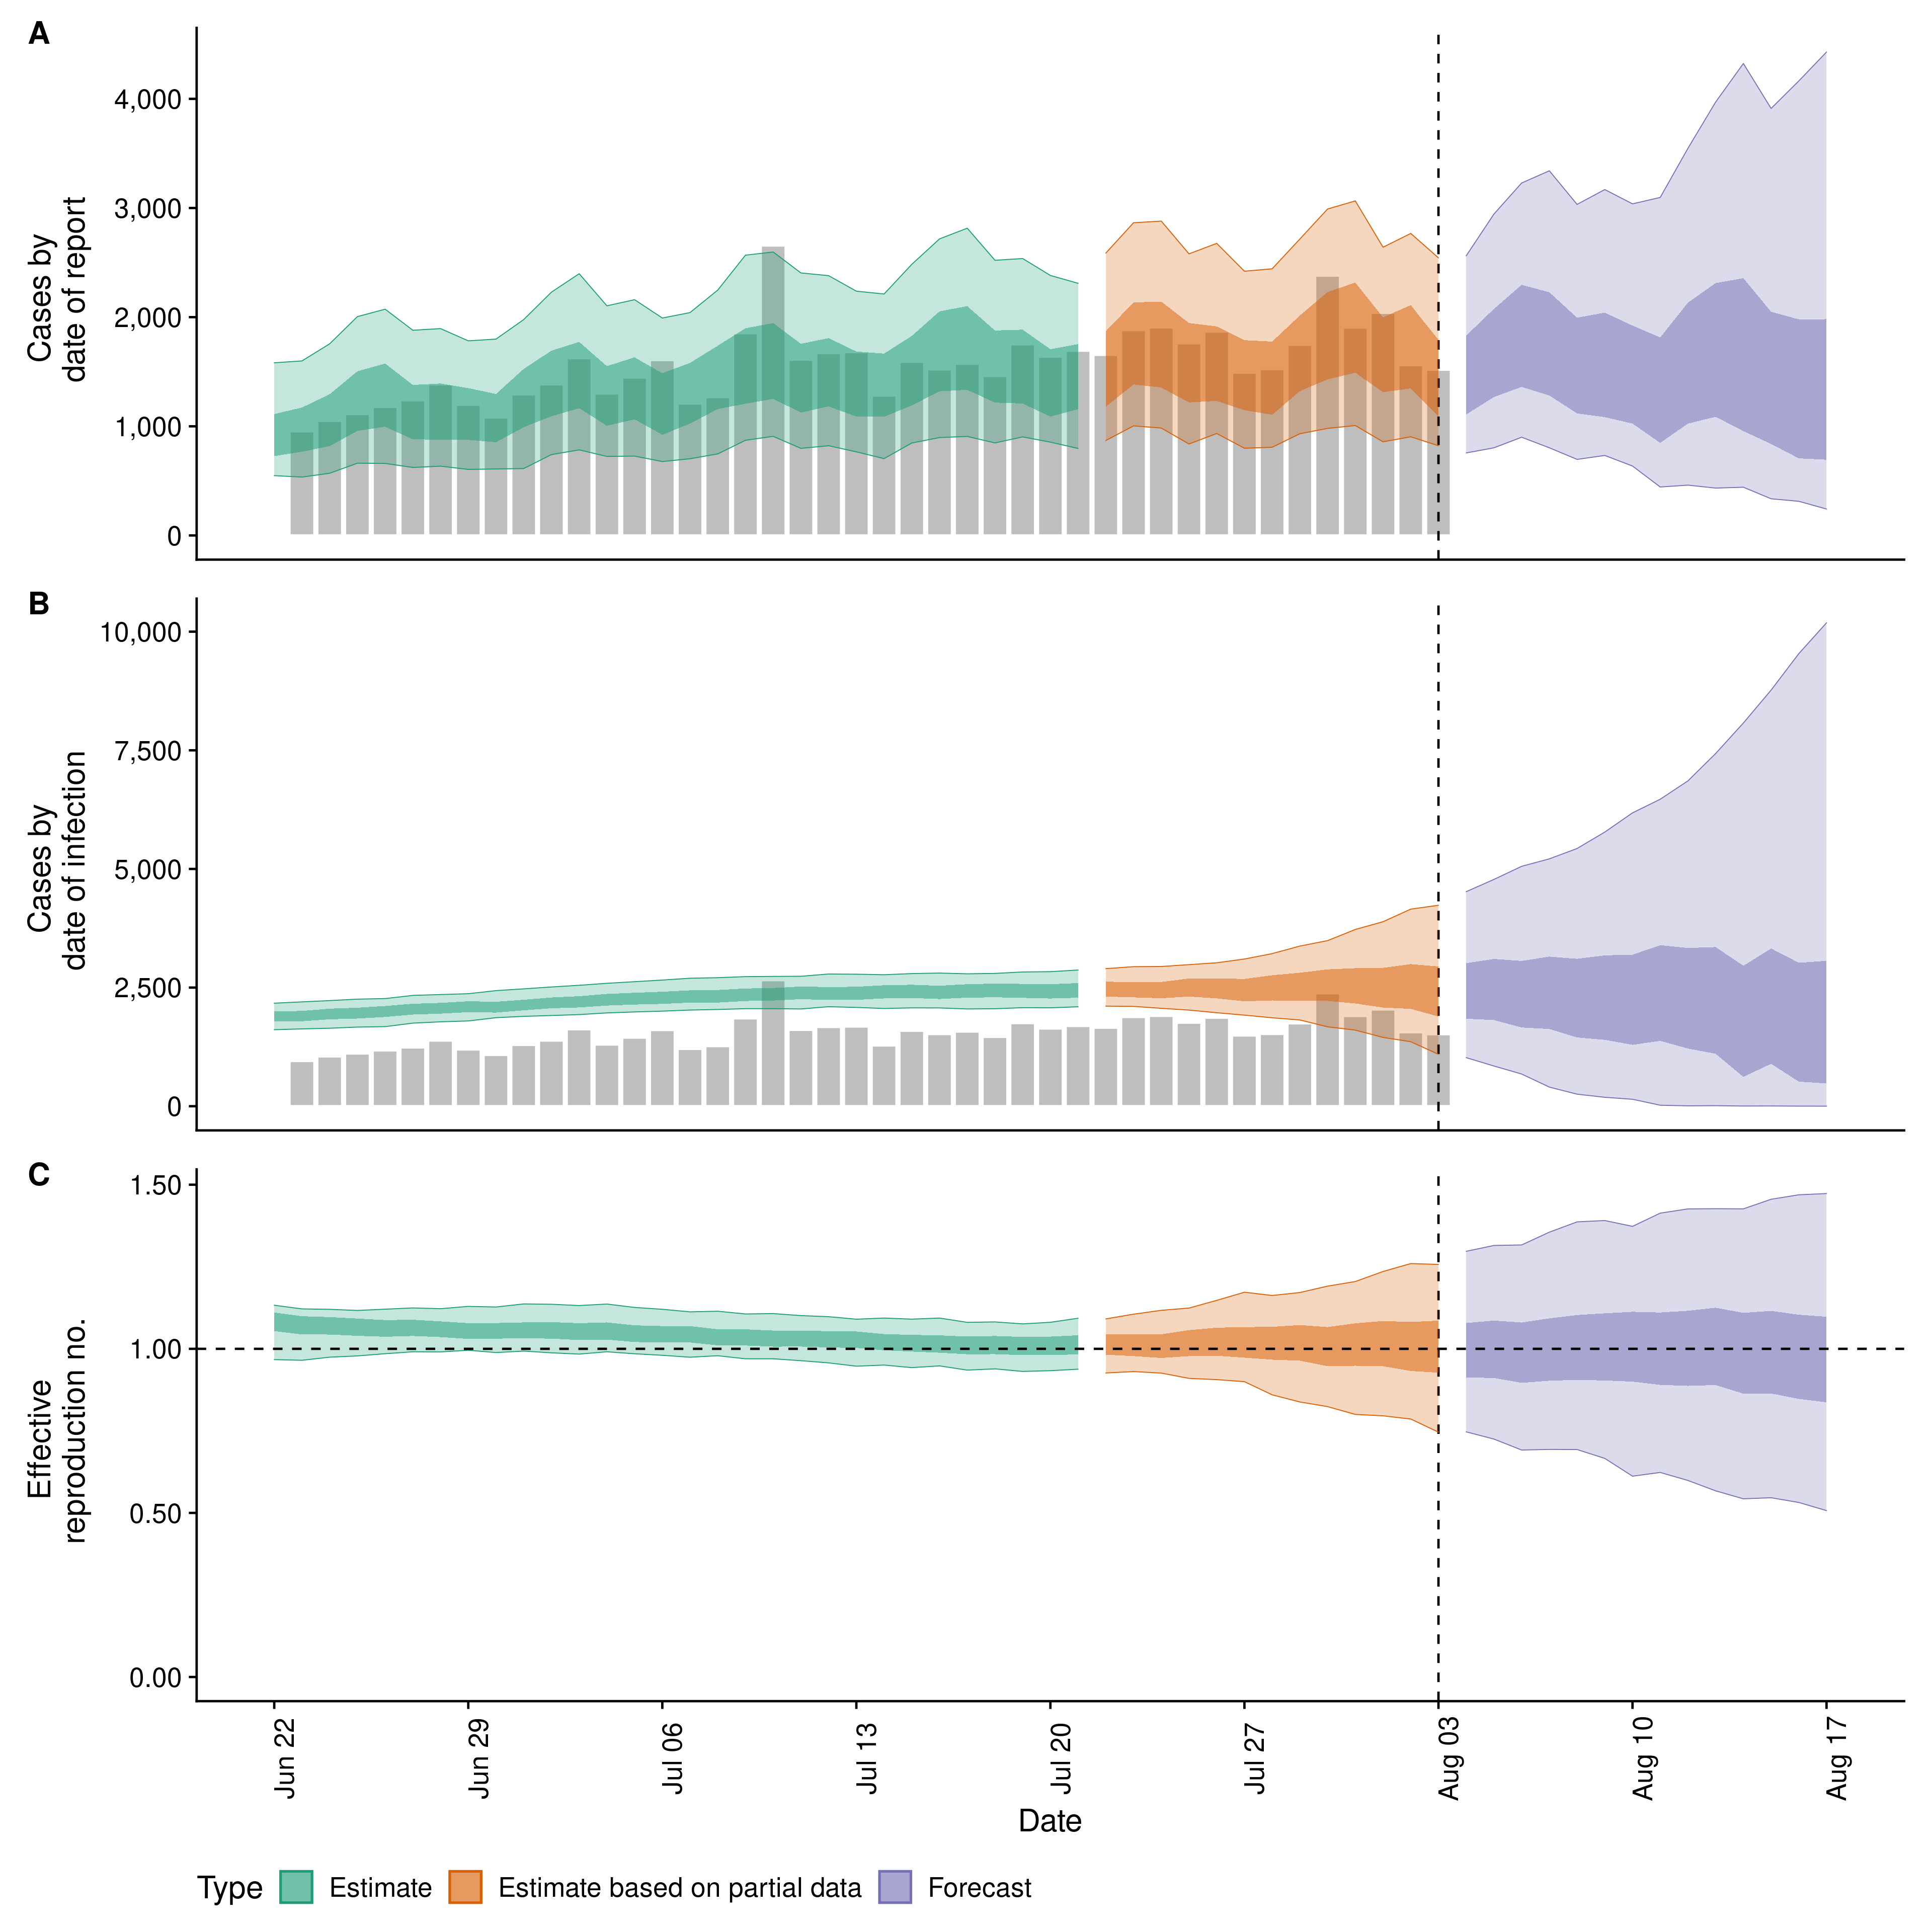 A
Cases by
date of report
4,000
3,000
2,000
1,000
0
B
Cases by
date of infection
10,000
7,500
5,000
2,500
0
C
Effective
reproduction no.
1.50
1.00
0.50
0.00
Jun 22
Jun 29
Jul 06
Jul 13
Jul 20
Jul 27
Aug 03
Aug 10
Aug 17
Date
Type Estimate Estimate based on partial data Forecast